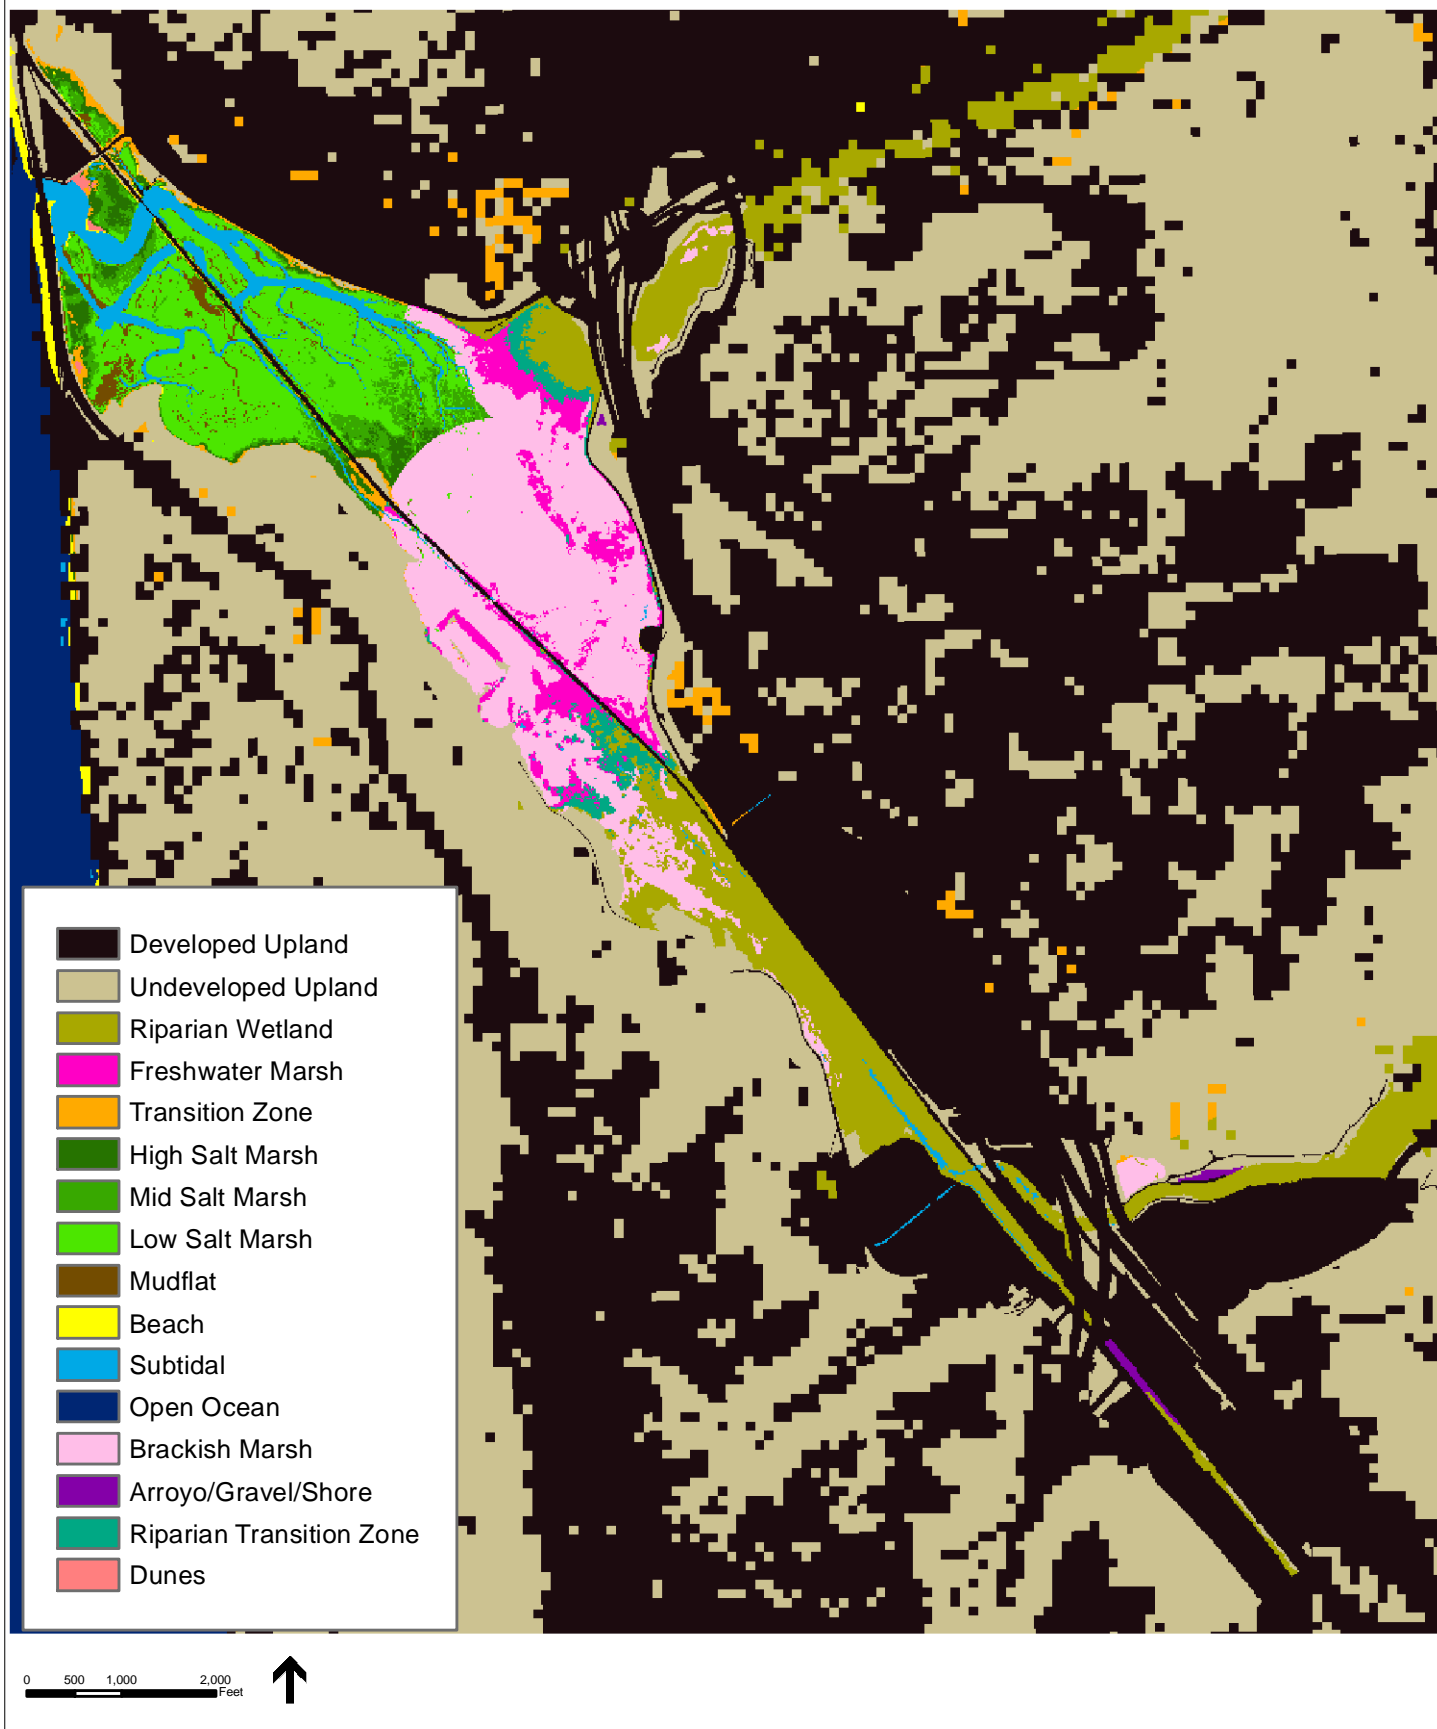 Developed Upland
Undeveloped Upland
Riparian Wetland
Freshwater Marsh
Transition Zone
High Salt Marsh
Mid Salt Marsh
Low Salt Marsh
Mudflat
Beach
Subtidal
Open Ocean
Brackish Marsh
Arroyo/Gravel/Shore
Riparian Transition Zone
Dunes
0 500 1,000 2,000
Feet